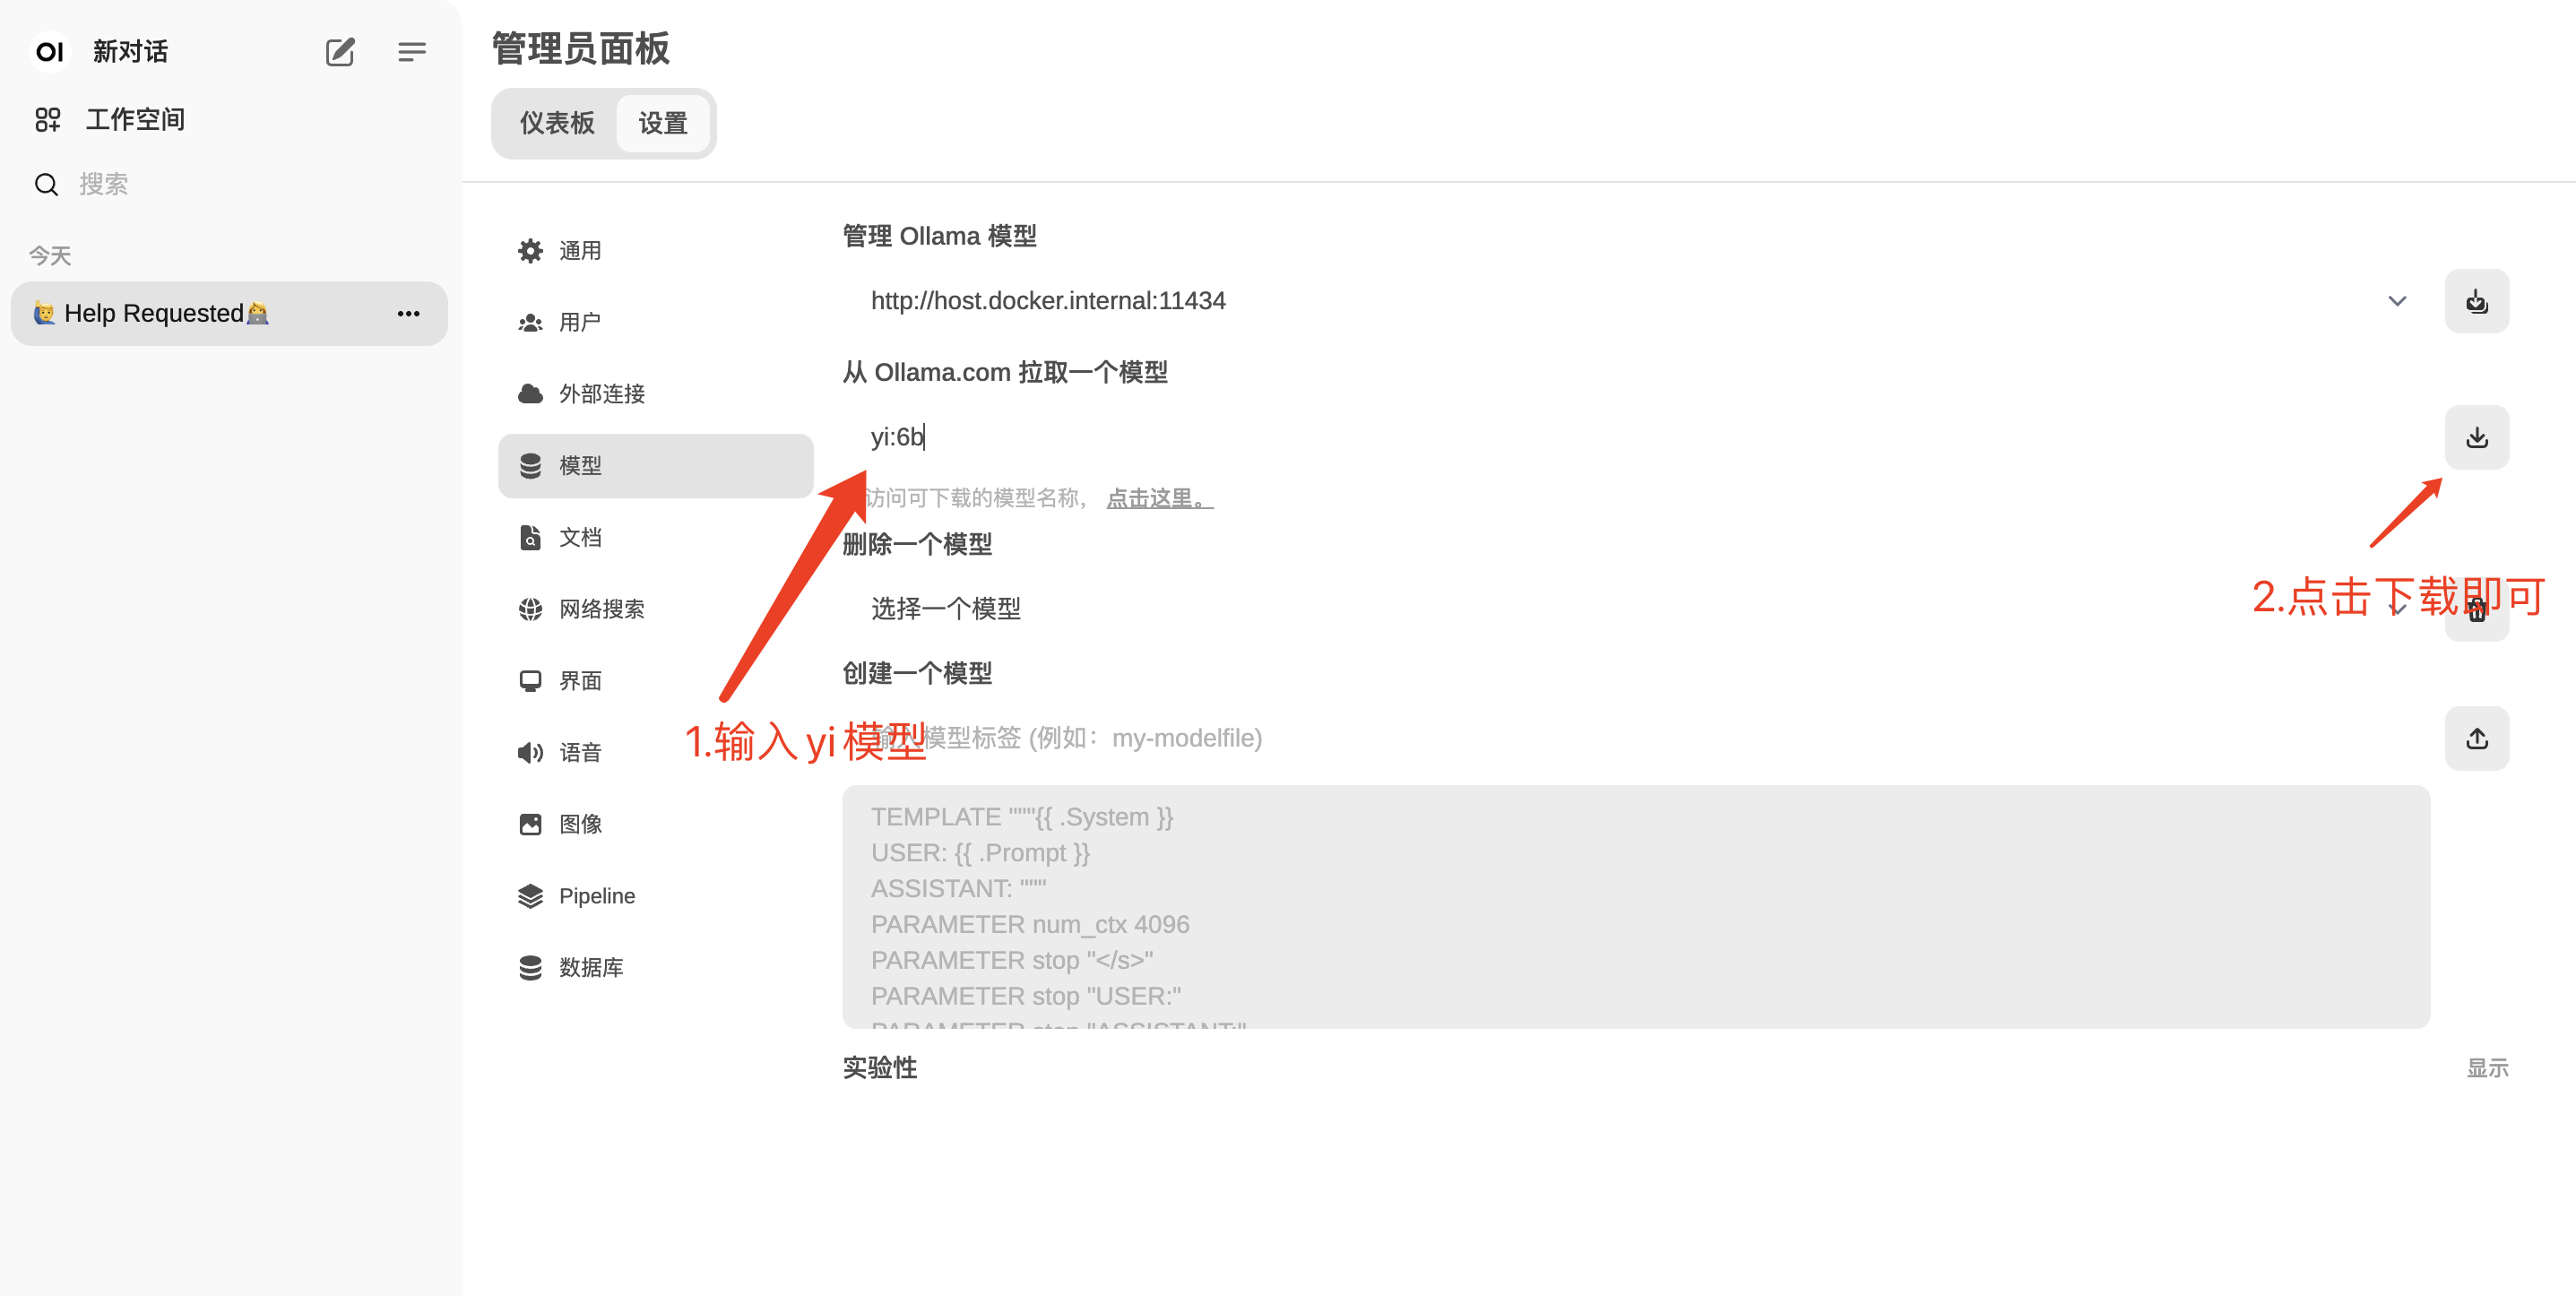 OI 新对话
工作空间
搜索
今天
🙋 Help Requested👩‍💻
管理员面板
仪表板 设置
通用
用户
外部连接
模型
文档
网络搜索
界面
语音
图像
Pipeline
数据库
管理 Ollama 模型
http://host.docker.internal:11434
从 Ollama.com 拉取一个模型
yi:6b
访问可下载的模型名称， 点击这里。
删除一个模型
选择一个模型
2.点击下载即可
创建一个模型
1.输入 yi 模型
输入模型标签 (例如：my-modelfile)
TEMPLATE """{{ .System }}
USER: {{ .Prompt }}
ASSISTANT: """
PARAMETER num_ctx 4096
PARAMETER stop "</s>"
PARAMETER stop "USER:"
PARAMETER stop "ASSISTANT:"
实验性
显示